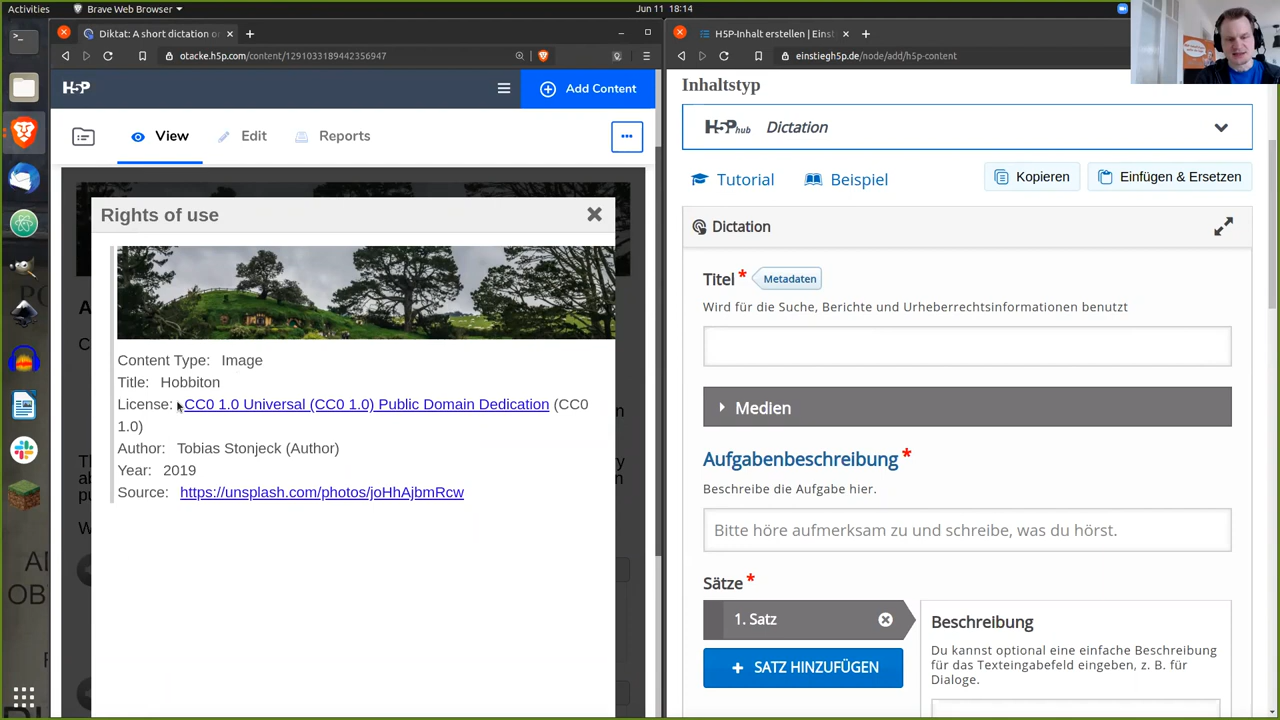 Activities
Brave Web Browser
Jun 11 18:14
Diktat: A short dictation o
otacke.h5p.com/content/1291033189442356947
H5P
Add Content
View
Edit
Reports
Rights of use
Content Type: Image
Title: Hobbiton
License: CC0 1.0 Universal (CC0 1.0) Public Domain Dedication (CC0
1.0)
Author: Tobias Stonjeck (Author)
Year: 2019
Source: https://unsplash.com/photos/joHhAjbmRcw
H5P-Inhalt erstellen | Einst
einstiegh5p.de/node/add/h5p-content
Inhaltstyp
H5P hub Dictation
Tutorial
Beispiel
Kopieren
Einfügen & Ersetzen
Dictation
Titel * Metadaten
Wird für die Suche, Berichte und Urheberrechtsinformationen benutzt
Medien
Aufgabenbeschreibung *
Beschreibe die Aufgabe hier.
Bitte höre aufmerksam zu und schreibe, was du hörst.
Sätze *
1. Satz
+ SATZ HINZUFÜGEN
Beschreibung
Du kannst optional eine einfache Beschreibung
für das Texteingabefeld eingeben, z. B. für
Dialoge.